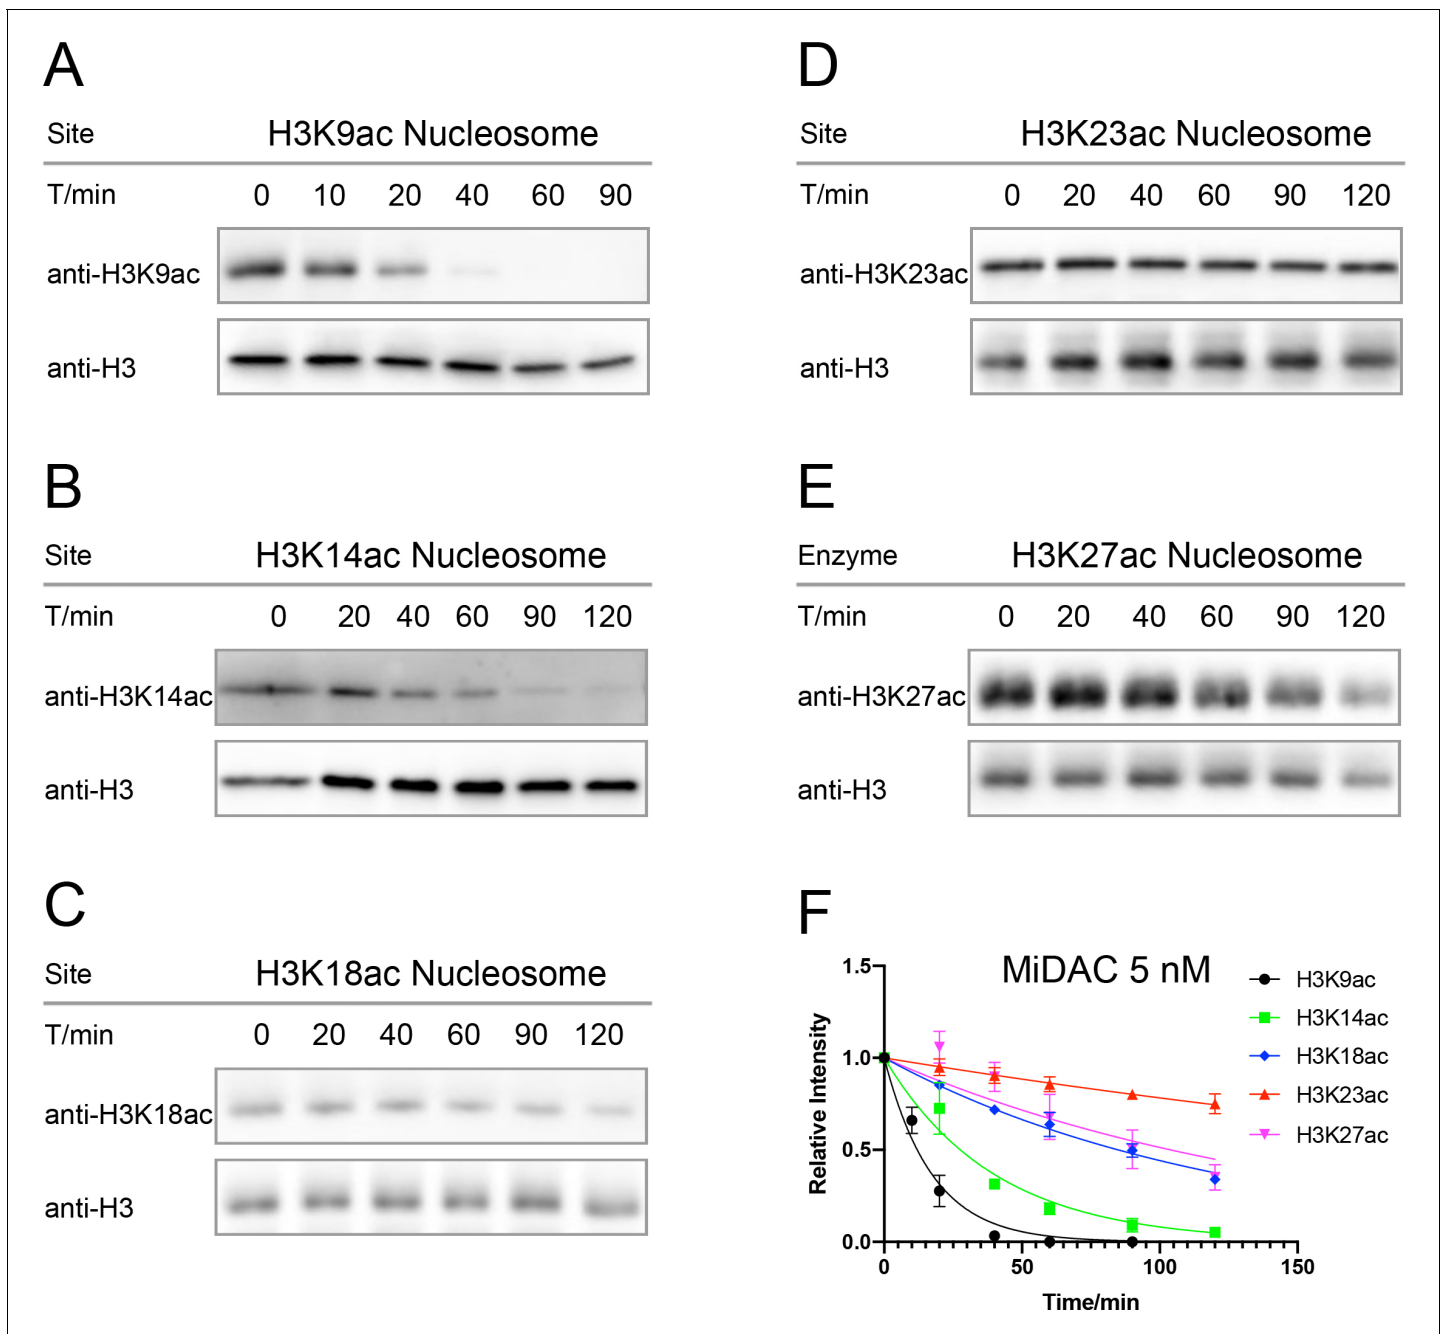 A
Site H3K9ac Nucleosome
T/min 0 10 20 40 60 90
anti-H3K9ac
anti-H3
B
Site H3K14ac Nucleosome
T/min 0 20 40 60 90 120
anti-H3K14ac
anti-H3
C
Site H3K18ac Nucleosome
T/min 0 20 40 60 90 120
anti-H3K18ac
anti-H3
D
Site H3K23ac Nucleosome
T/min 0 20 40 60 90 120
anti-H3K23ac
anti-H3
E
Enzyme H3K27ac Nucleosome
T/min 0 20 40 60 90 120
anti-H3K27ac
anti-H3
F
MiDAC 5 nM
Relative Intensity
1.5
1.0
0.5
0.0
0 50 100 150
Time/min
H3K9ac
H3K14ac
H3K18ac
H3K23ac
H3K27ac